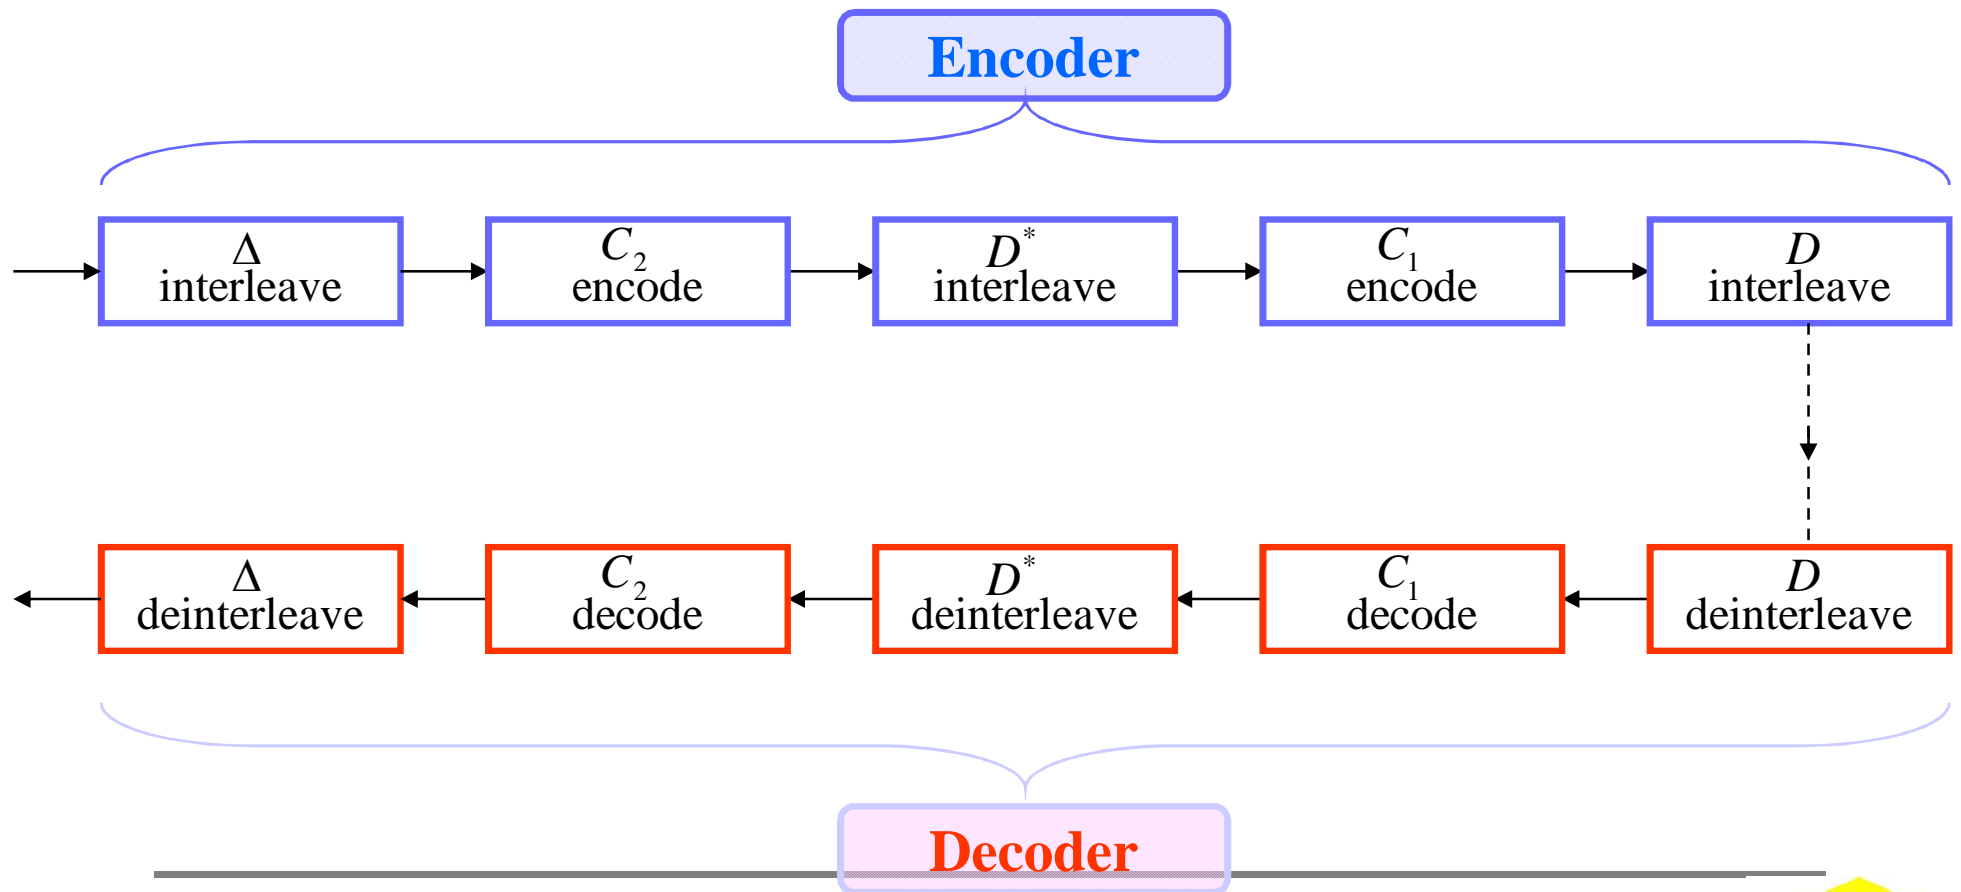 Encoder
Δ
interleave
C₂
encode
D*
interleave
C₁
encode
D
interleave
Δ
deinterleave
C₂
decode
D*
deinterleave
C₁
decode
D
deinterleave
Decoder